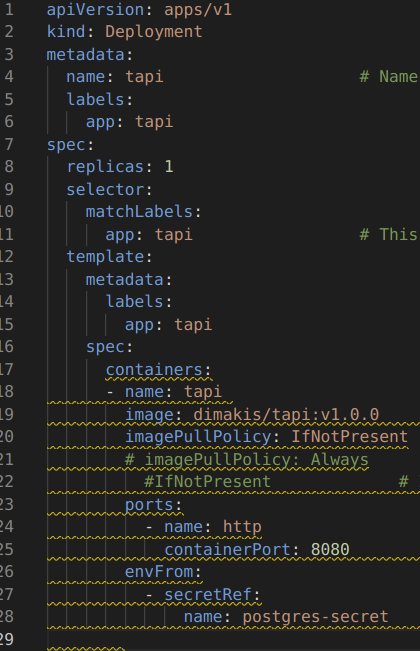 1 apiVersion: apps/v1
2 kind: Deployment
3 metadata:
4   name: tapi                    # Name
5   labels:
6     app: tapi
7 spec:
8   replicas: 1
9   selector:
10     matchLabels:
11       app: tapi                 # This
12   template:
13     metadata:
14       labels:
15         app: tapi
16     spec:
17       containers:
18       - name: tapi
19         image: dimakis/tapi:v1.0.0
20         imagePullPolicy: IfNotPresent
21         # imagePullPolicy: Always
22           #IfNotPresent             #
23         ports:
24           - name: http
25             containerPort: 8080
26         envFrom:
27           - secretRef:
28               name: postgres-secret
29